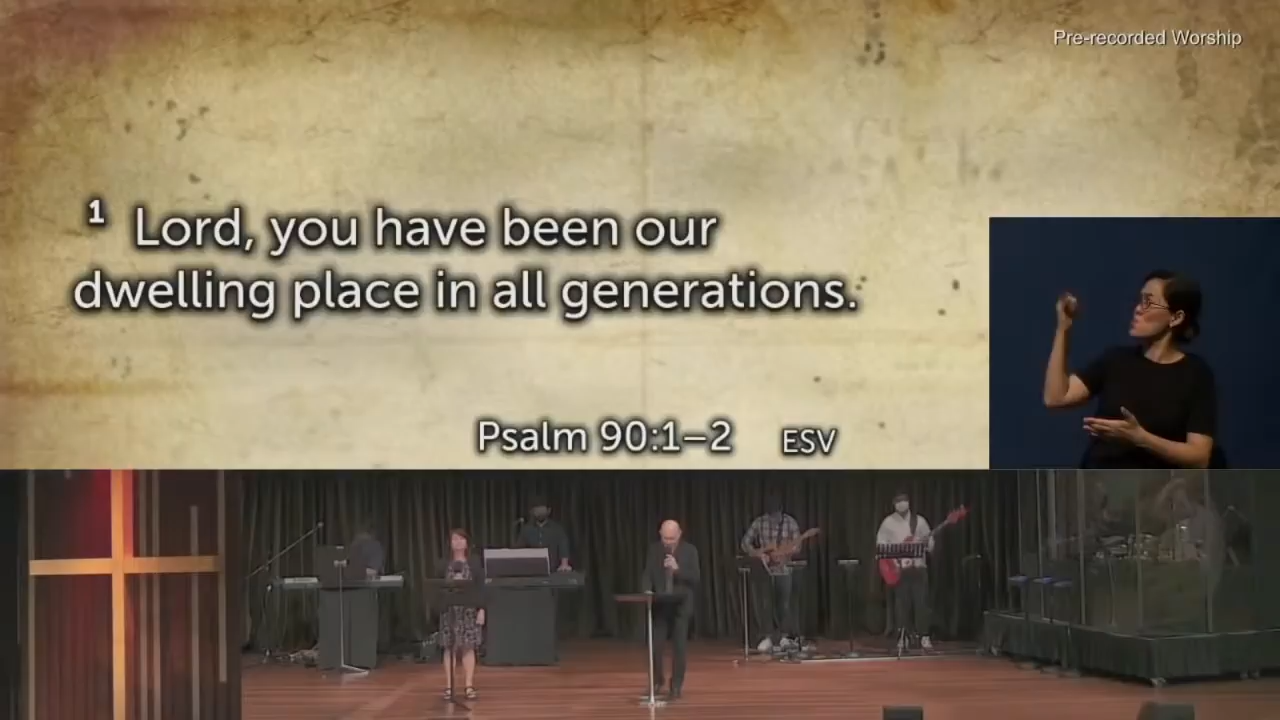 Pre-recorded Worship
1 Lord, you have been our
dwelling place in all generations.
Psalm 90:1–2 ESV